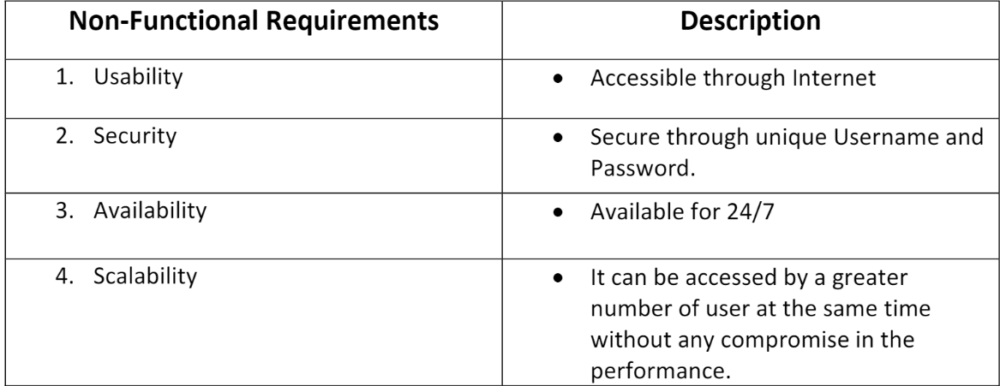 Non-Functional Requirements
Description
1. Usability
• Accessible through Internet
2. Security
• Secure through unique Username and
Password.
3. Availability
• Available for 24/7
4. Scalability
• It can be accessed by a greater
number of user at the same time
without any compromise in the
performance.